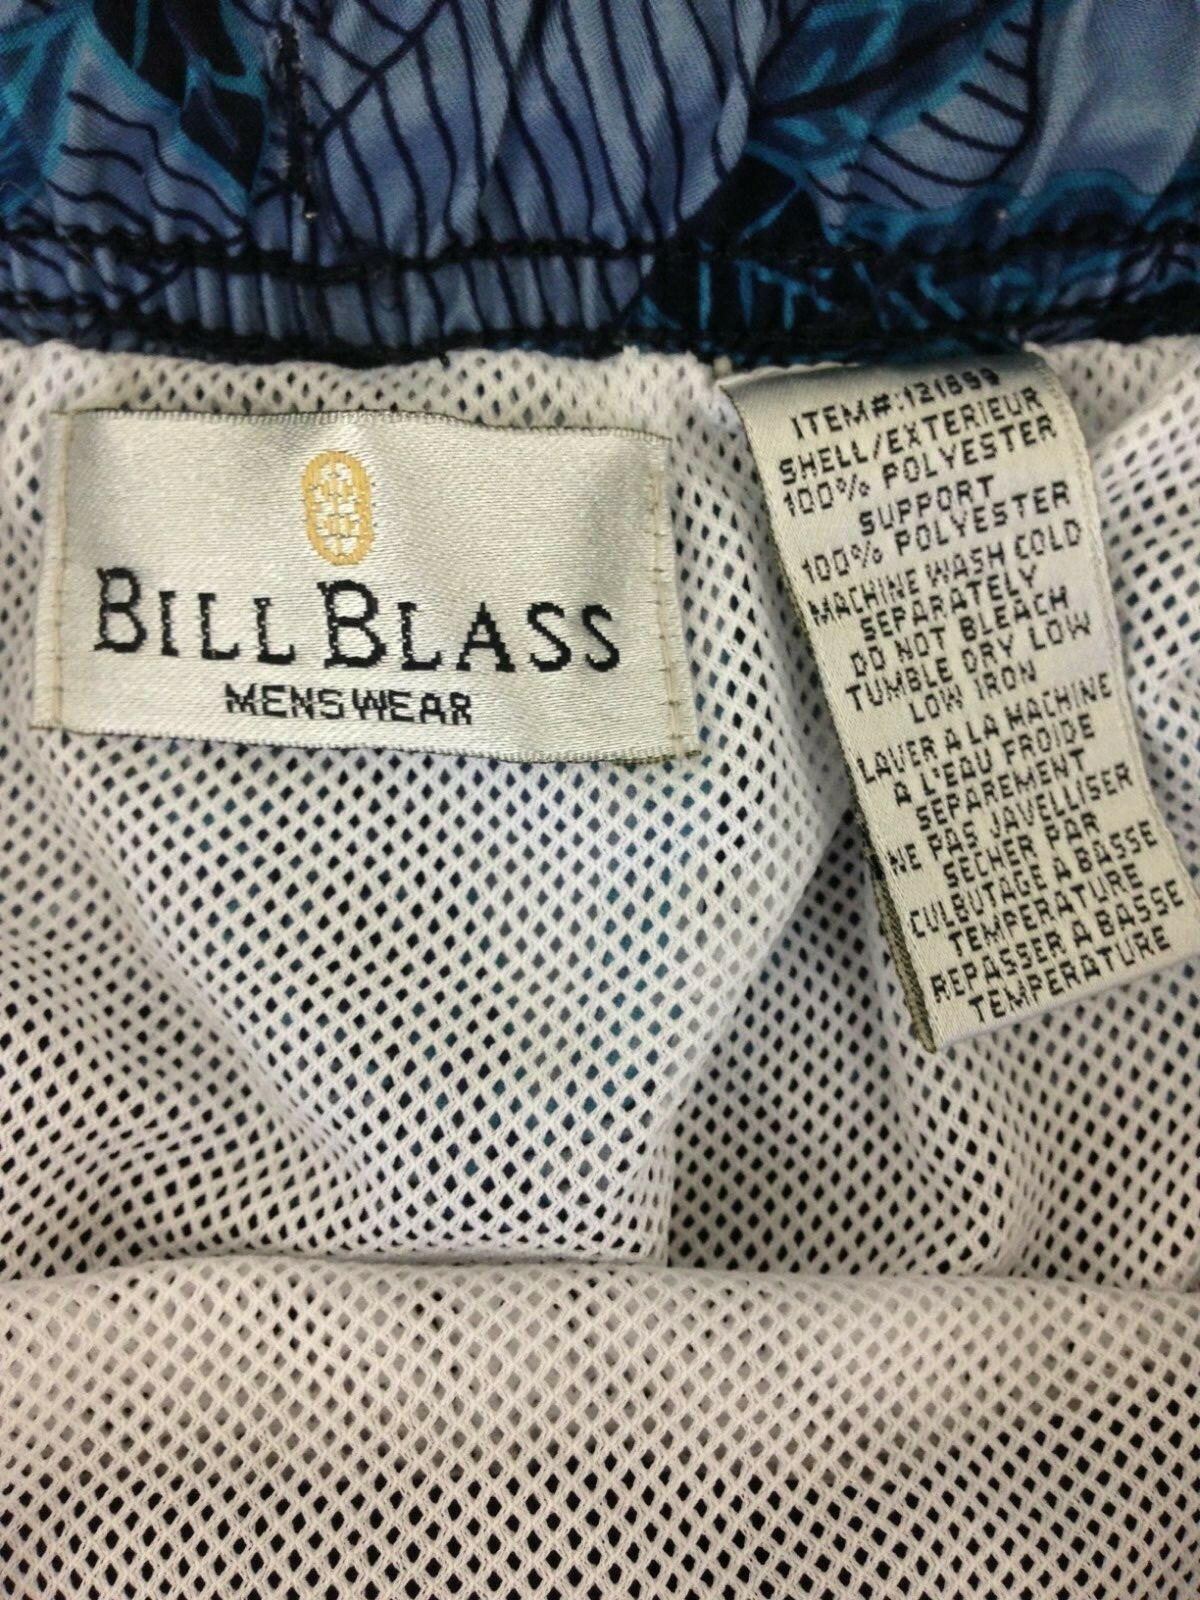 BILL BLASS
MENSWEAR
ITEM#:121899
SHELL/EXTERIEUR
100% POLYESTER
SUPPORT
100% POLYESTER
MACHINE WASH COLD
SEPARATELY
DO NOT BLEACH
TUMBLE DRY LOW
LOW IRON
LAVER A LA MACHINE
A L'EAU FROIDE
SEPAREMENT
NE PAS JAVELLISER
SECHER PAR
CULBUTAGE A BASSE
TEMPERATURE
REPASSER A BASSE
TEMPERATURE